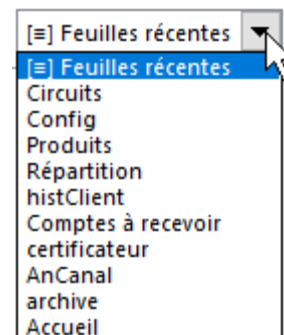 [≡] Feuilles récentes
[≡] Feuilles récentes
Circuits
Config
Produits
Répartition
histClient
Comptes à recevoir
certificateur
AnCanal
archive
Accueil